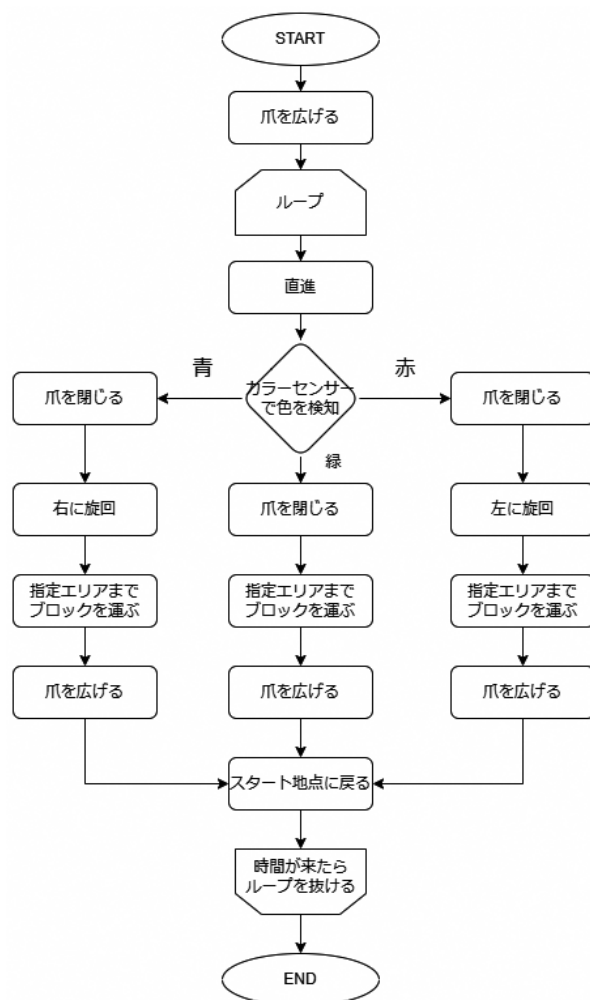 START
爪を広げる
ループ
直進
青
カラーセンサー
で色を検知
赤
緑
爪を閉じる
爪を閉じる
爪を閉じる
右に旋回
左に旋回
指定エリアまで
ブロックを運ぶ
指定エリアまで
ブロックを運ぶ
指定エリアまで
ブロックを運ぶ
爪を広げる
爪を広げる
爪を広げる
スタート地点に戻る
時間が来たら
ループを抜ける
END